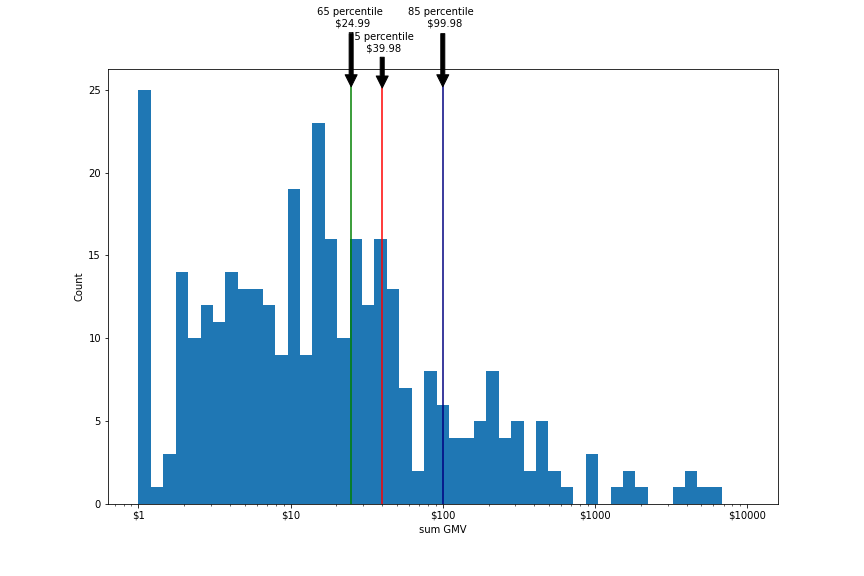 65 percentile
$24.99
85 percentile
$99.98
5 percentile
$39.98
25
20
15
10
5
0
Count
$1
$10
$100
$1000
$10000
sum GMV